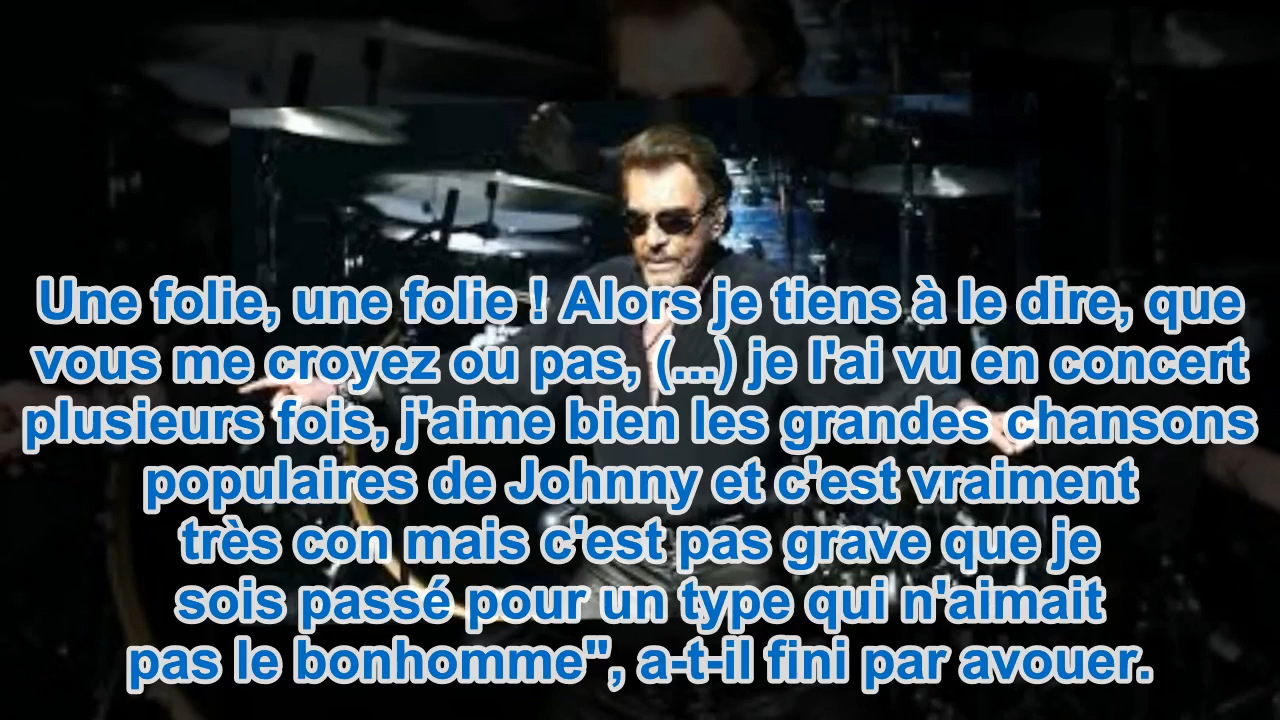 Une folie, une folie ! Alors je tiens à le dire, que
vous me croyez ou pas, (...) je l'ai vu en concert
plusieurs fois, j'aime bien les grandes chansons
populaires de Johnny et c'est vraiment
très con mais c'est pas grave que je
sois passé pour un type qui n'aimait
pas le bonhomme", a-t-il fini par avouer.